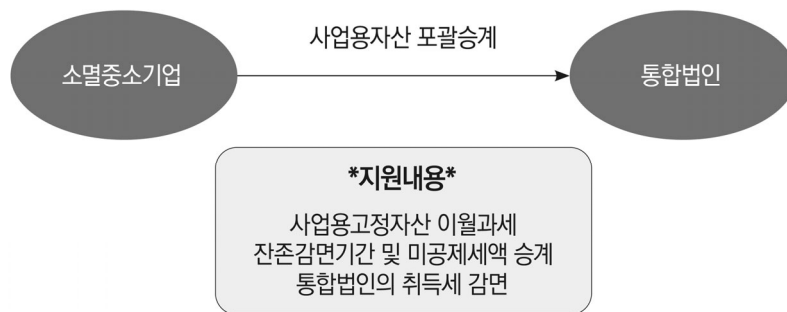 사업용자산 포괄승계
소멸중소기업
통합법인
*지원내용*
사업용고정자산 이월과세
잔존감면기간 및 미공제세액 승계
통합법인의 취득세 감면